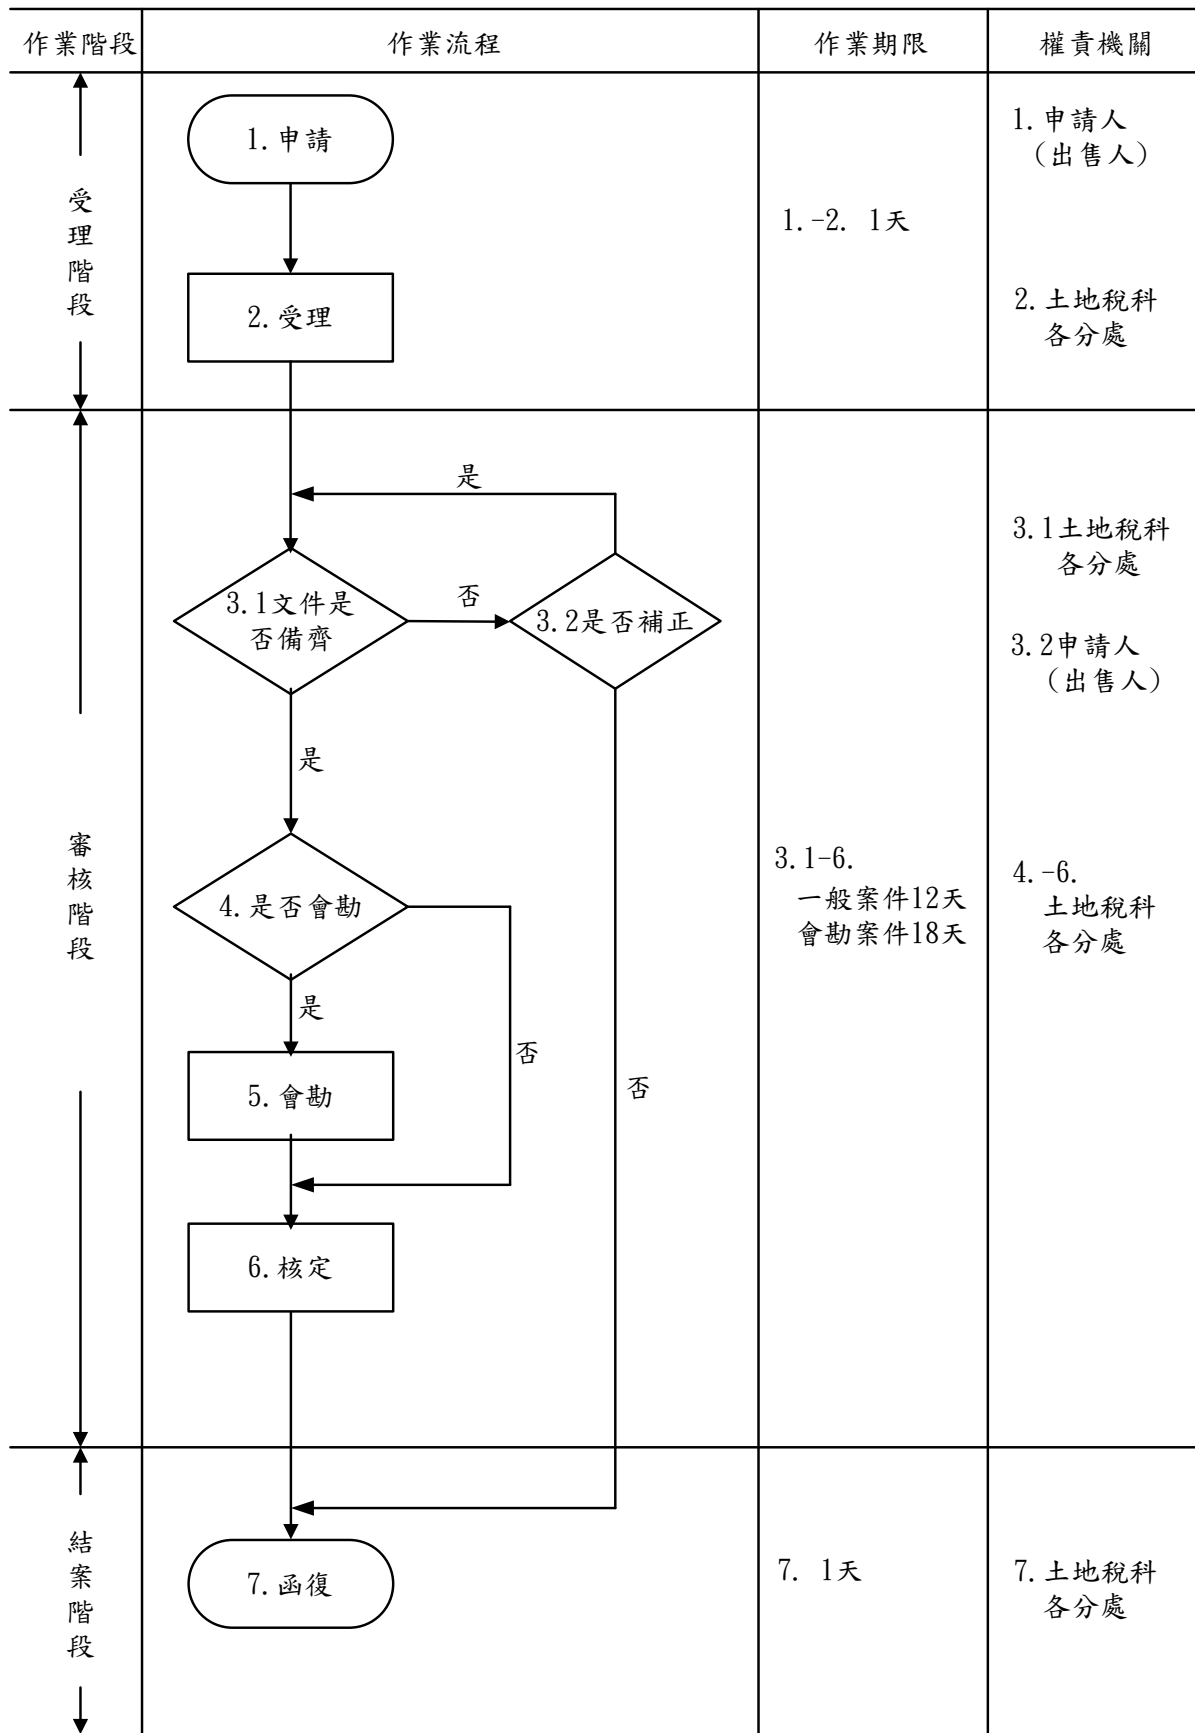 作業階段
作業流程
作業期限
權責機關
受理階段
1.申請
2.受理
1.-2. 1天
1.申請人
(出售人)
2.土地稅科
各分處
審核階段
是
3.1文件是
否備齊
否
3.2是否補正
是
4.是否會勘
是
否
否
5.會勘
6.核定
3.1-6.
一般案件12天
會勘案件18天
3.1土地稅科
各分處
3.2申請人
(出售人)
4.-6.
土地稅科
各分處
結案階段
7.函復
7. 1天
7.土地稅科
各分處